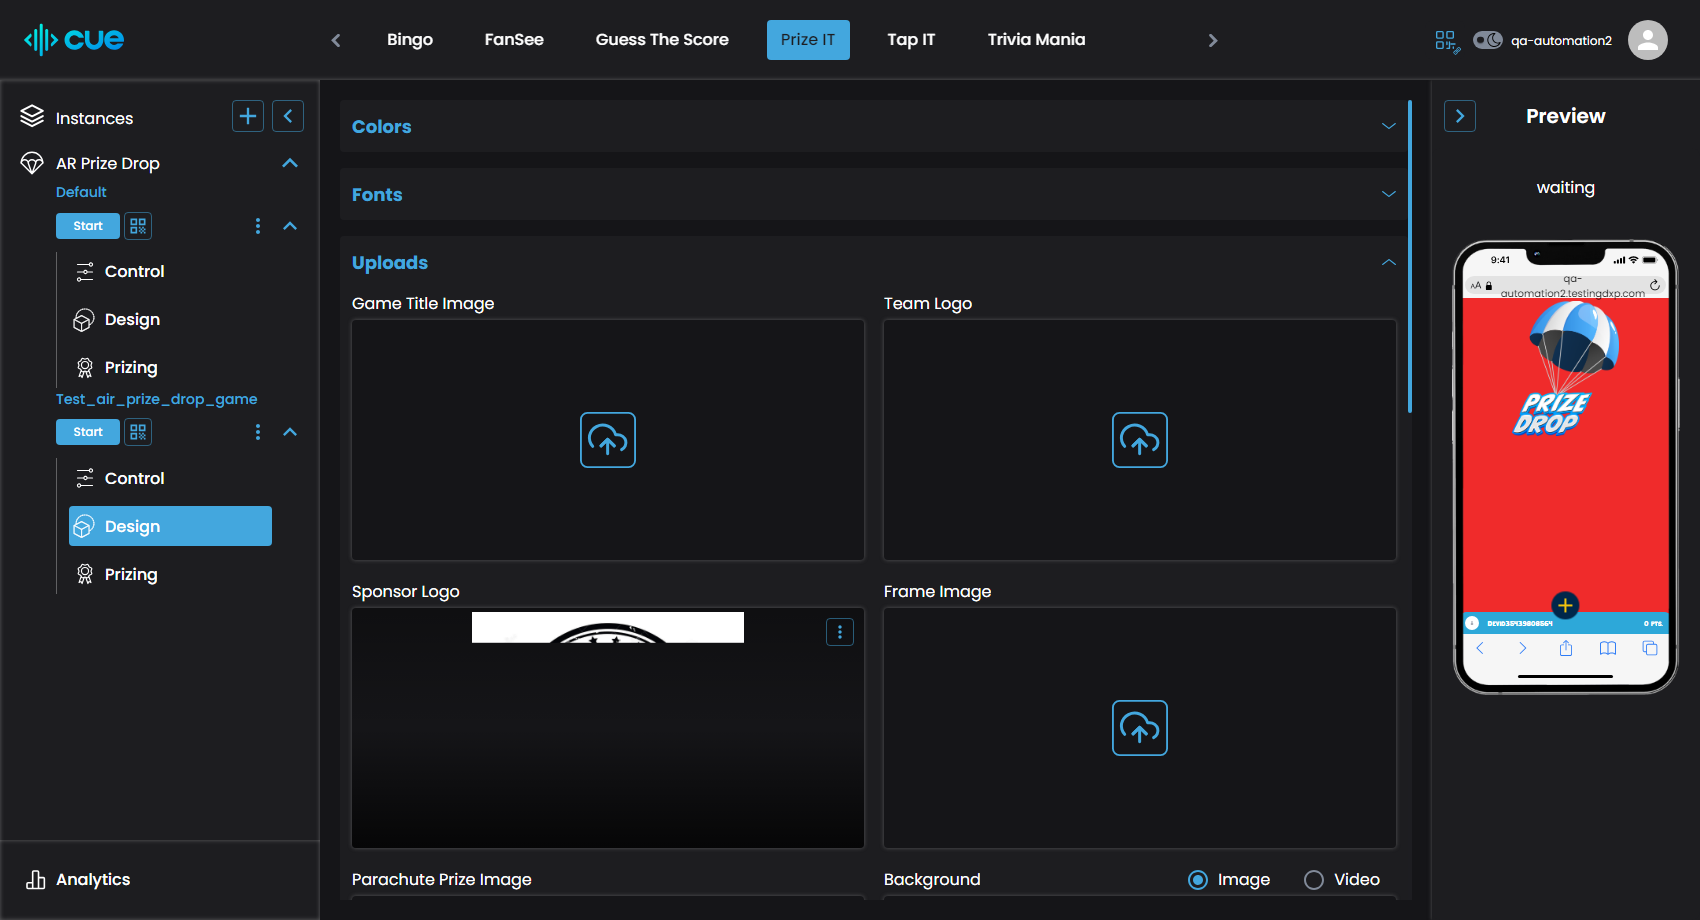 cue
Bingo
FanSee
Guess The Score
Prize IT
Tap IT
Trivia Mania
qa-automation2
Instances
AR Prize Drop
Default
Start
Control
Design
Prizing
Test_air_prize_drop_game
Start
Control
Design
Prizing
Analytics
Colors
Fonts
Uploads
Game Title Image
Team Logo
Sponsor Logo
Frame Image
Parachute Prize Image
Background
Image
Video
Preview
waiting
9:41
AA
qa-
automation2.testingdxp.com
PRIZE
DROP
0 PTS.